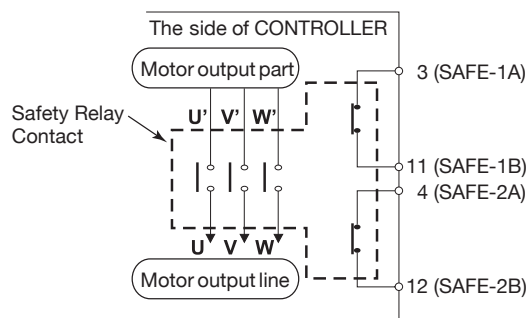 The side of CONTROLLER
Motor output part
3 (SAFE-1A)
Safety Relay
Contact
U’ V’ W’
11 (SAFE-1B)
4 (SAFE-2A)
U V W
Motor output line
12 (SAFE-2B)